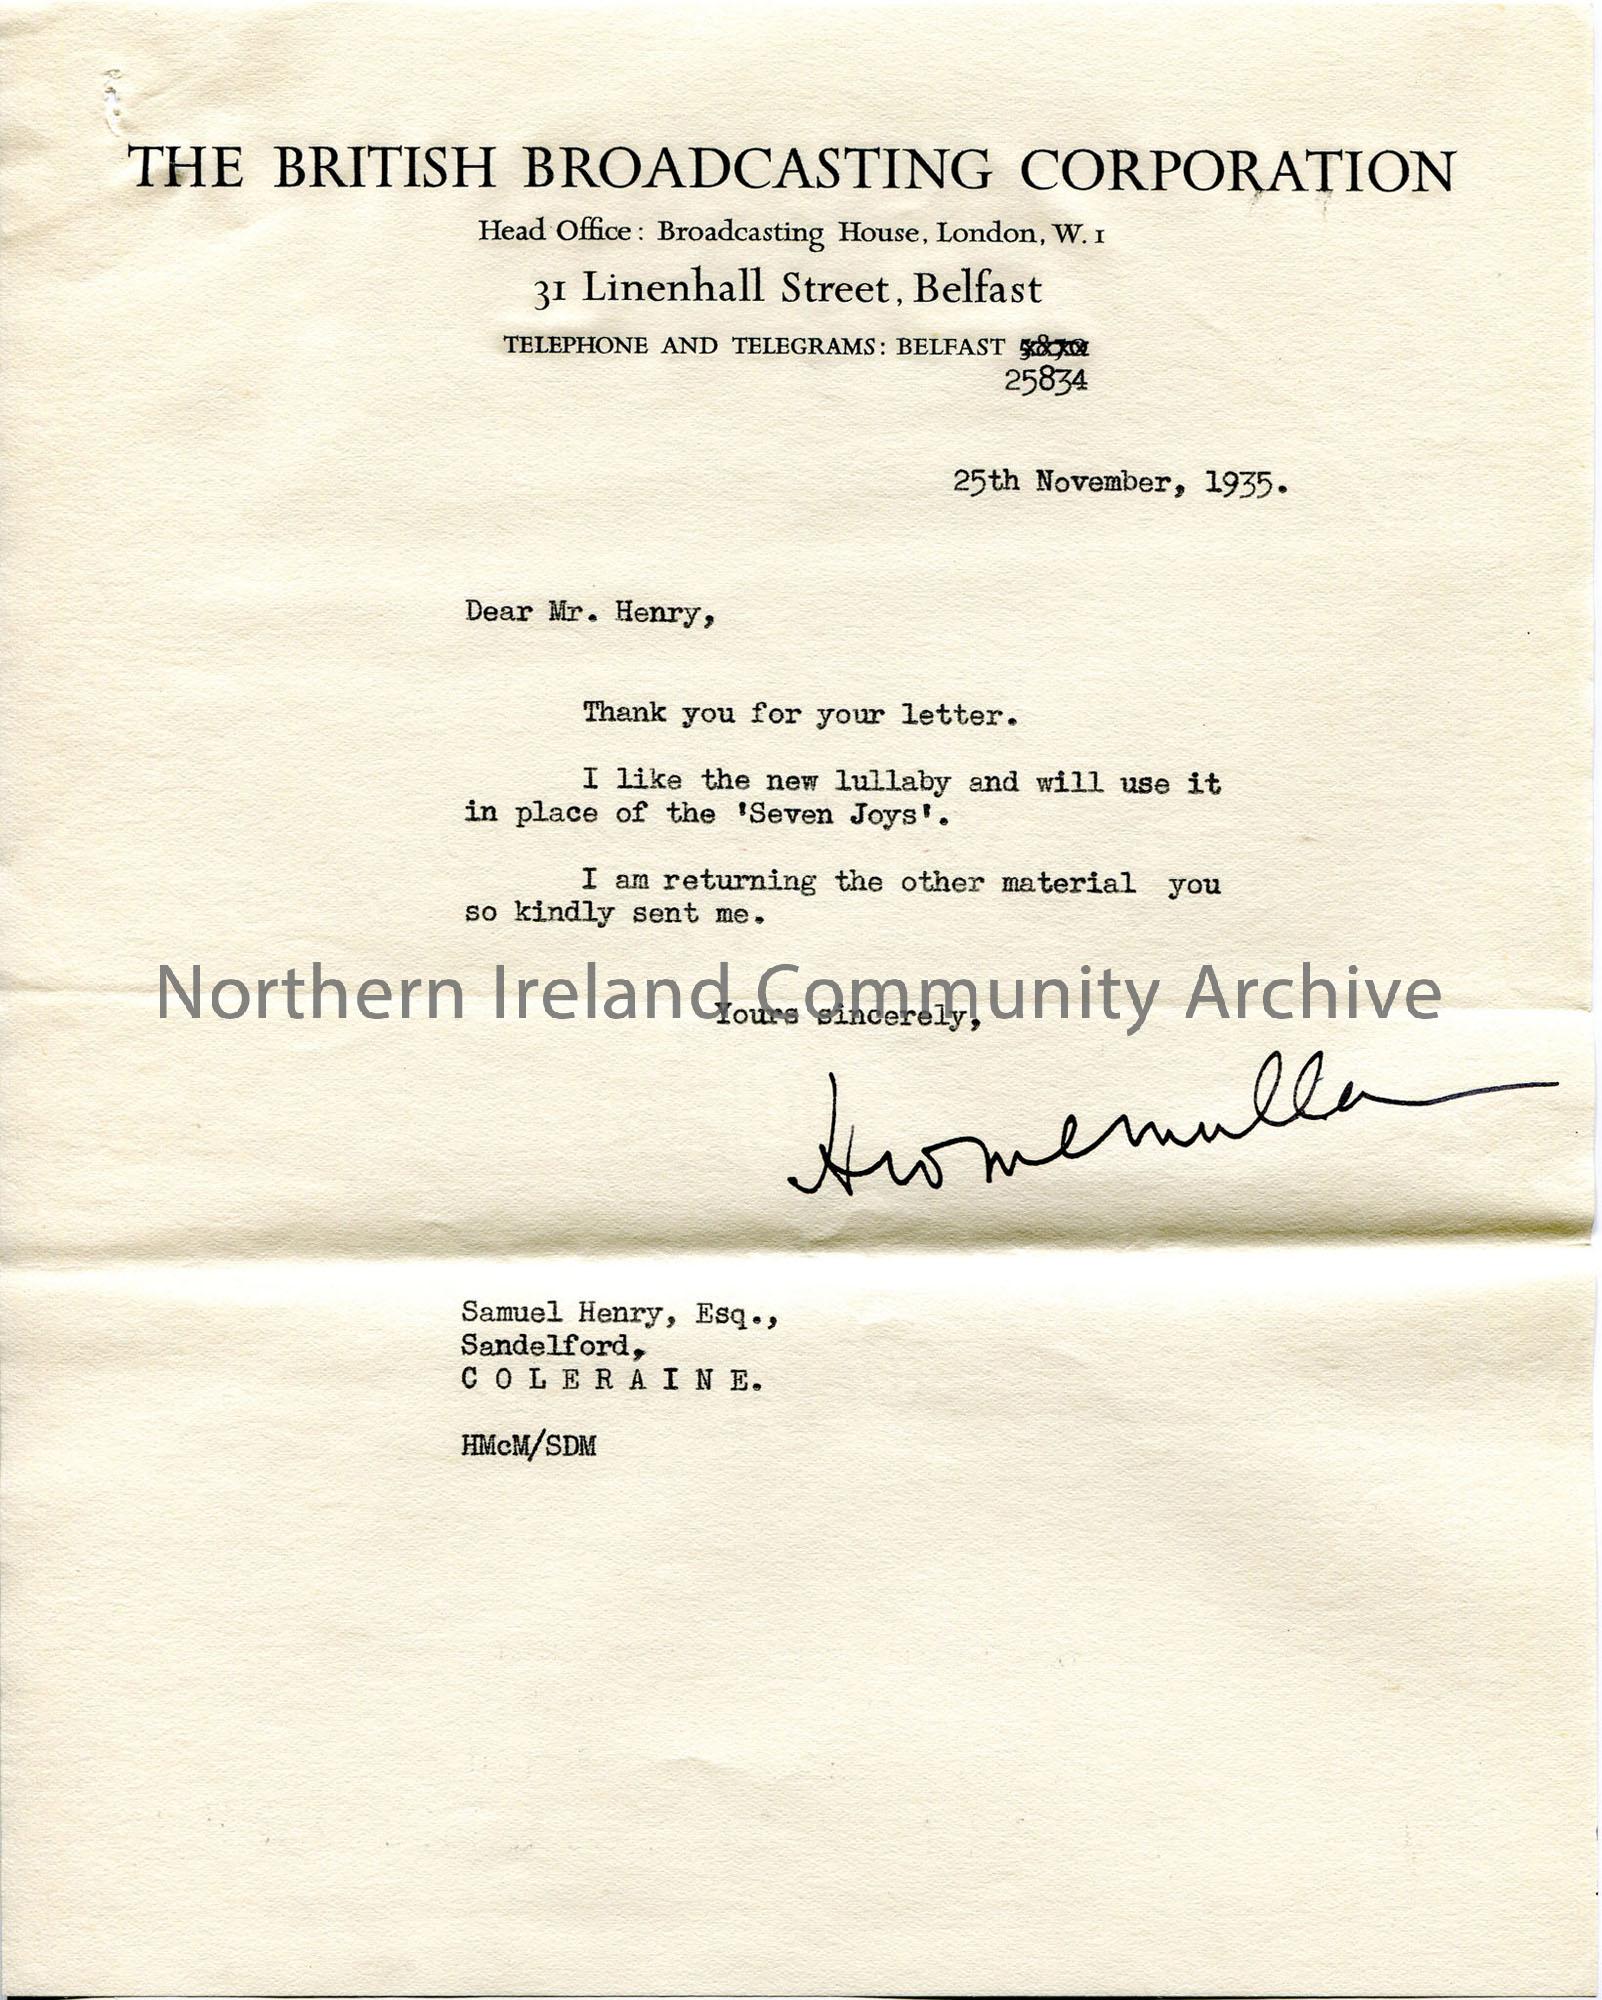 THE BRITISH BROADCASTING CORPORATION
Head Office: Broadcasting House, London, W. 1
31 Linenhall Street, Belfast
TELEPHONE AND TELEGRAMS: BELFAST
25834
25th November, 1935.
Dear Mr. Henry,
Thank you for your letter.
I like the new lullaby and will use it
in place of the 'Seven Joys'.
I am returning the other material you
so kindly sent me.
Northern Ireland Community Archive
Yours sincerely,
Samuel Henry, Esq.,
Sandelford,
C O L E R A I N E.
HMcM/SDM